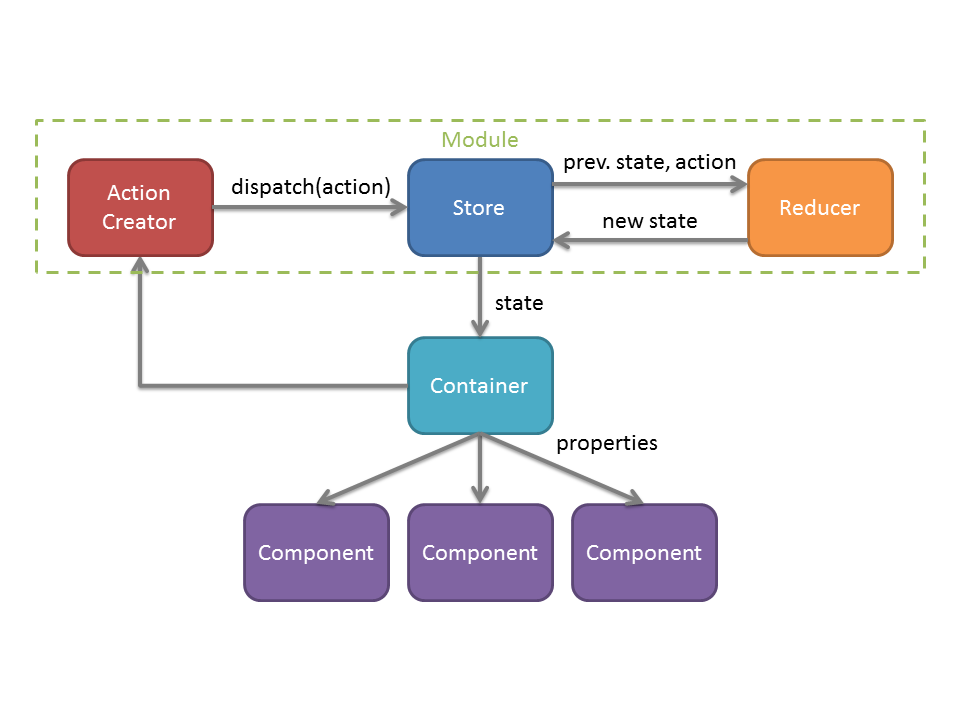 Module
Action
Creator
dispatch(action)
Store
prev. state, action
new state
Reducer
state
Container
properties
Component
Component
Component